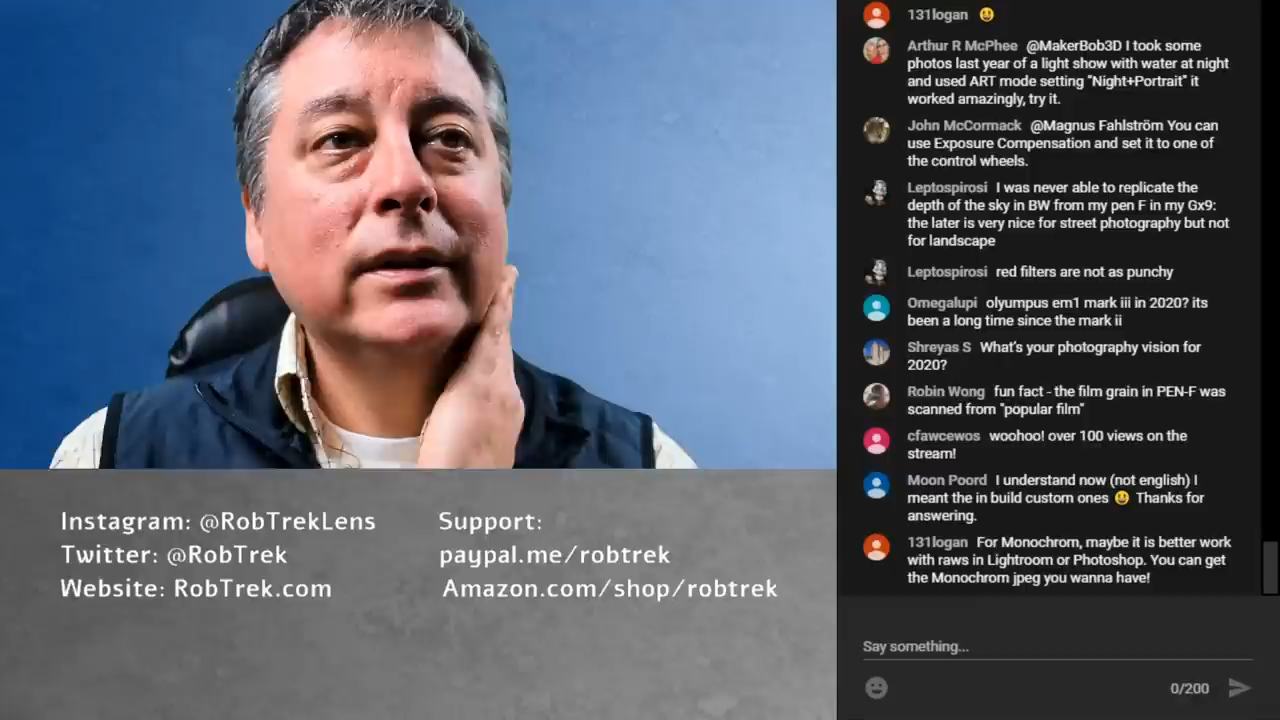 131logan 😃
Arthur R McPhee @MakerBob3D I took some
photos last year of a light show with water at night
and used ART mode setting "Night+Portrait" it
worked amazingly, try it.
John McCormack @Magnus Fahlström You can
use Exposure Compensation and set it to one of
the control wheels.
Leptospirosi I was never able to replicate the
depth of the sky in BW from my pen F in my Gx9:
the later is very nice for street photography but not
for landscape
Leptospirosi red filters are not as punchy
Omegalupi olyumpus em1 mark iii in 2020? its
been a long time since the mark ii
Shreyas S What's your photography vision for
2020?
Robin Wong fun fact - the film grain in PEN-F was
scanned from "popular film"
cfawcewos woohoo! over 100 views on the
stream!
Moon Poord I understand now (not english) I
meant the in build custom ones 😃 Thanks for
answering.
131logan For Monochrom, maybe it is better work
with raws in Lightroom or Photoshop. You can get
the Monochrom jpeg you wanna have!
Say something...
0/200
Instagram: @RobTrekLens
Twitter: @RobTrek
Website: RobTrek.com
Support:
paypal.me/robtrek
Amazon.com/shop/robtrek